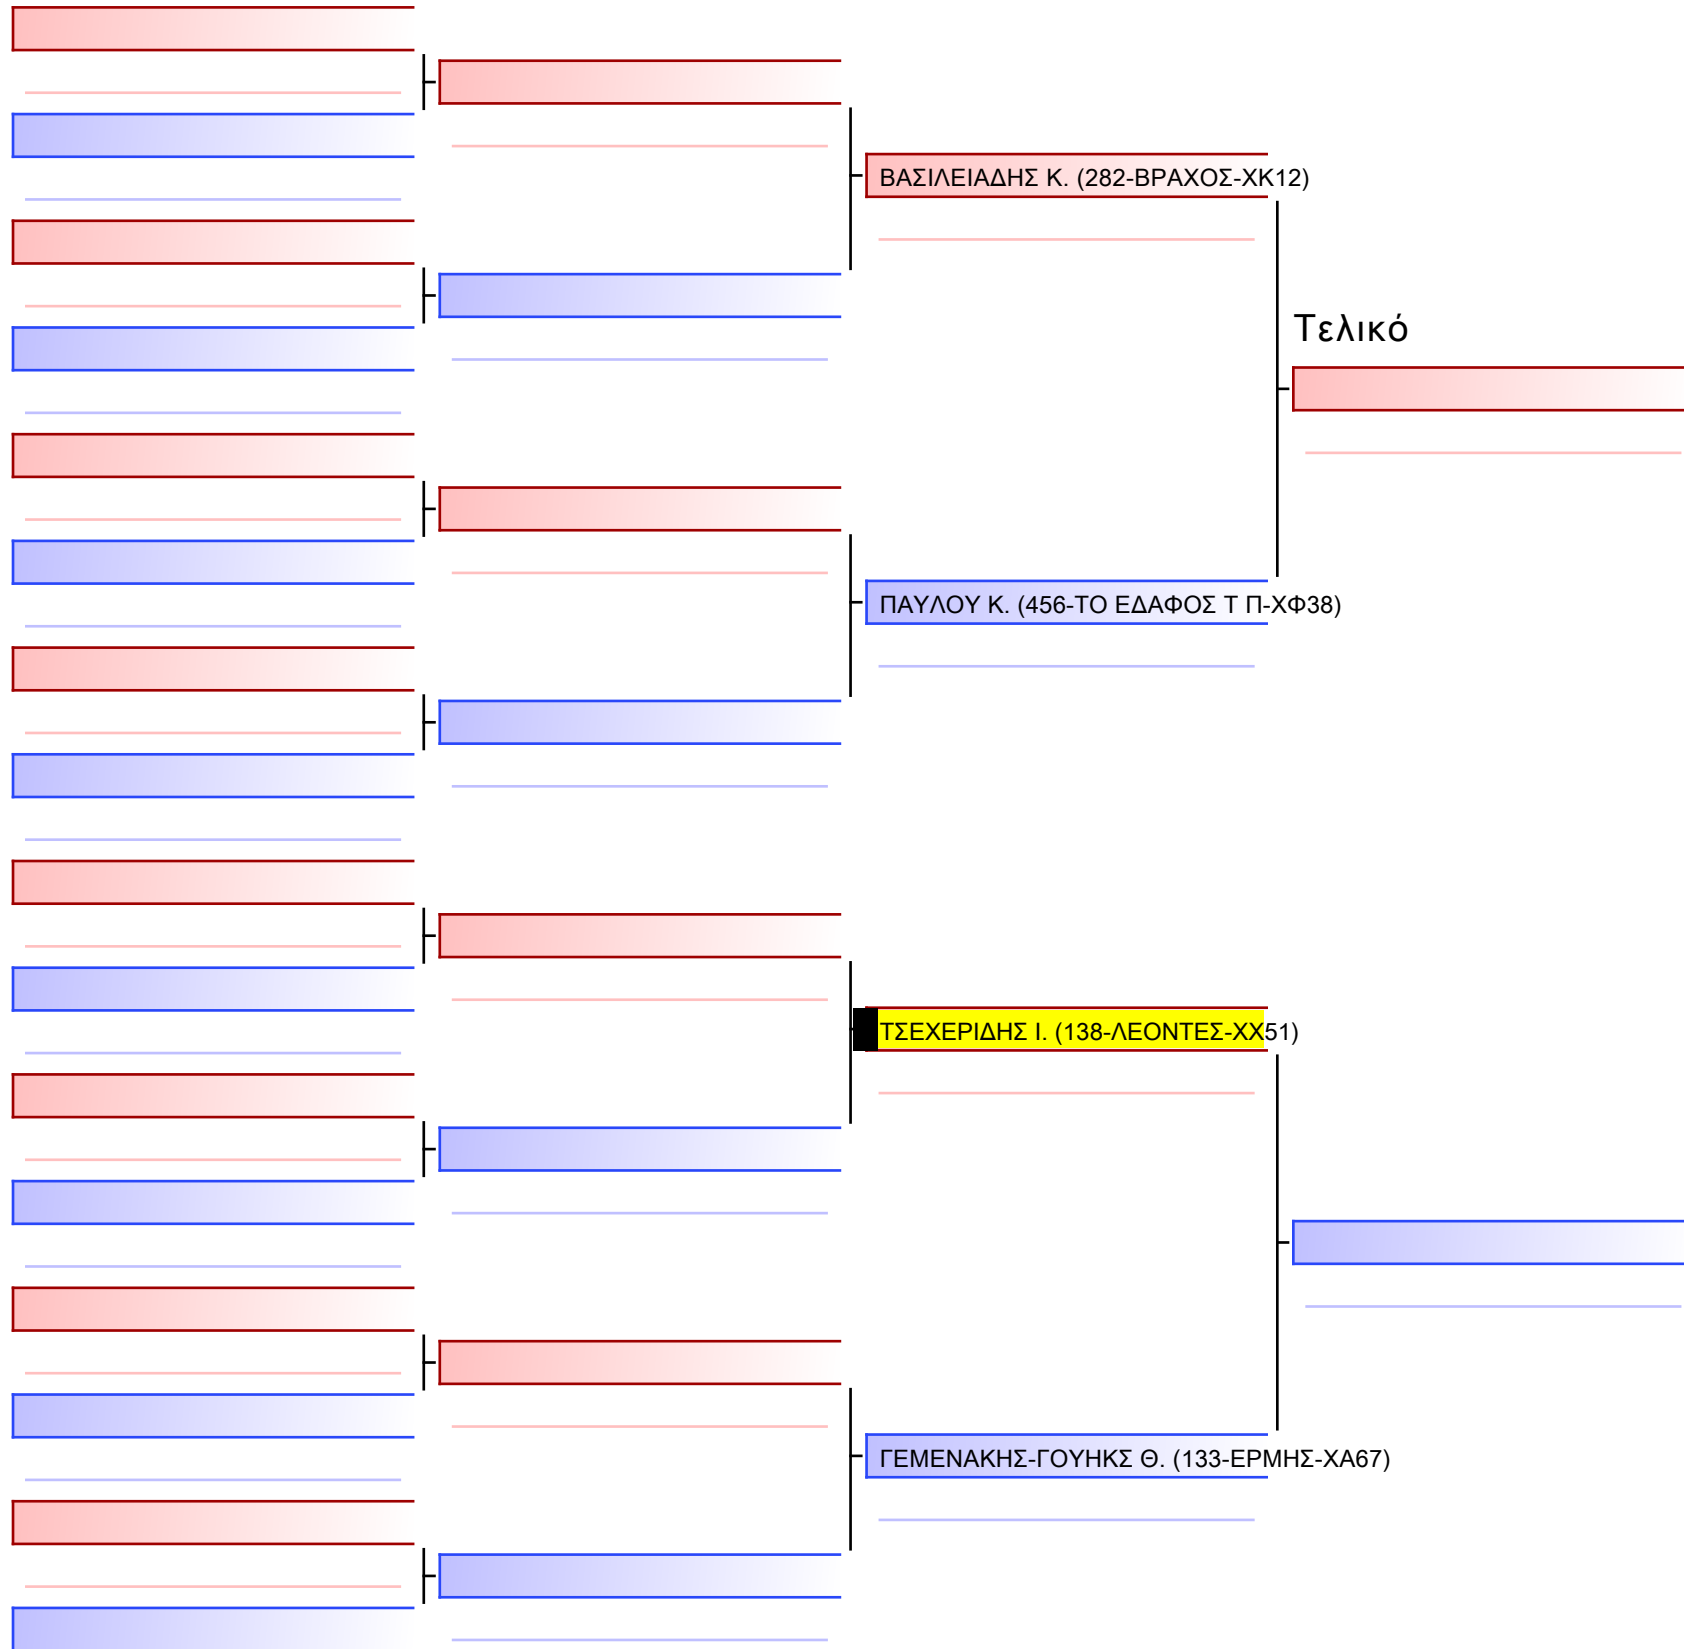 ΒΑΣΙΛΕΙΑΔΗΣ Κ. (282-ΒΡΑΧΟΣ-ΧΚ12)
Τελικό
ΠΑΥΛΟΥ Κ. (456-ΤΟ ΕΔΑΦΟΣ Τ Π-ΧΦ38)
ΤΣΕΧΕΡΙΔΗΣ Ι. (138-ΛΕΟΝΤΕΣ-ΧΧ51)
ΓΕΜΕΝΑΚΗΣ-ΓΟΥΗΚΣ Θ. (133-ΕΡΜΗΣ-ΧΑ67)